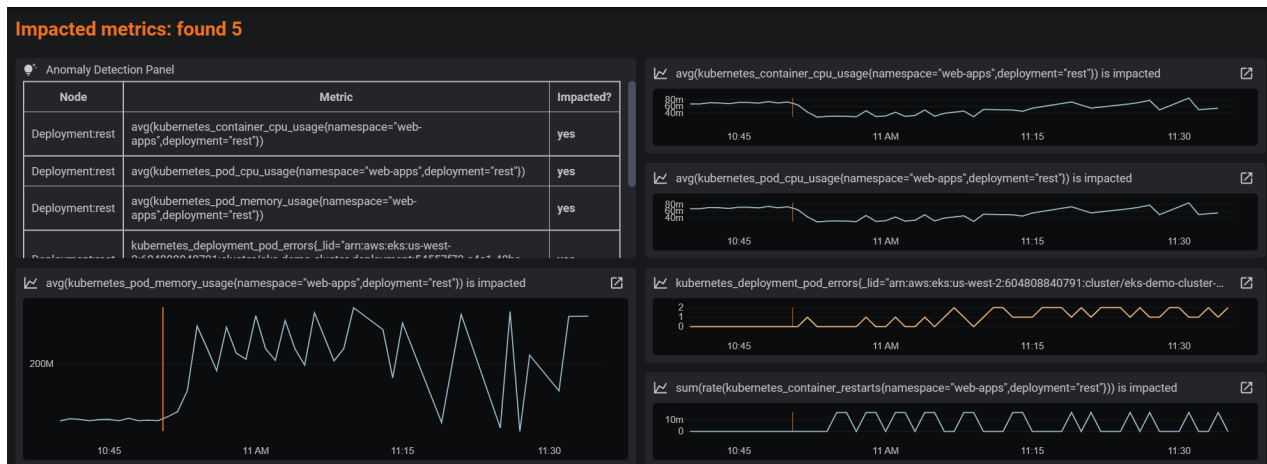 Impacted metrics: found 5
Anomaly Detection Panel
Node Metric Impacted?
Deployment:rest avg(kubernetes_container_cpu_usage{namespace="web-
apps",deployment="rest"}) yes
Deployment:rest avg(kubernetes_pod_cpu_usage{namespace="web-apps",deployment="rest"}) yes
Deployment:rest avg(kubernetes_pod_memory_usage{namespace="web-
apps",deployment="rest"}) yes
kubernetes_deployment_pod_errors{_lid="arn:aws:eks:us-west-
avg(kubernetes_pod_memory_usage{namespace="web-apps",deployment="rest"}) is impacted
200M
10:45 11 AM 11:15 11:30
avg(kubernetes_container_cpu_usage{namespace="web-apps",deployment="rest"}) is impacted
80m
60m
40m
10:45 11 AM 11:15 11:30
avg(kubernetes_pod_cpu_usage{namespace="web-apps",deployment="rest"}) is impacted
80m
60m
40m
10:45 11 AM 11:15 11:30
kubernetes_deployment_pod_errors{_lid="arn:aws:eks:us-west-2:604808840791:cluster/eks-demo-cluster-...
2
1
0
10:45 11 AM 11:15 11:30
sum(rate(kubernetes_container_restarts{namespace="web-apps",deployment="rest"})) is impacted
10m
0
10:45 11 AM 11:15 11:30